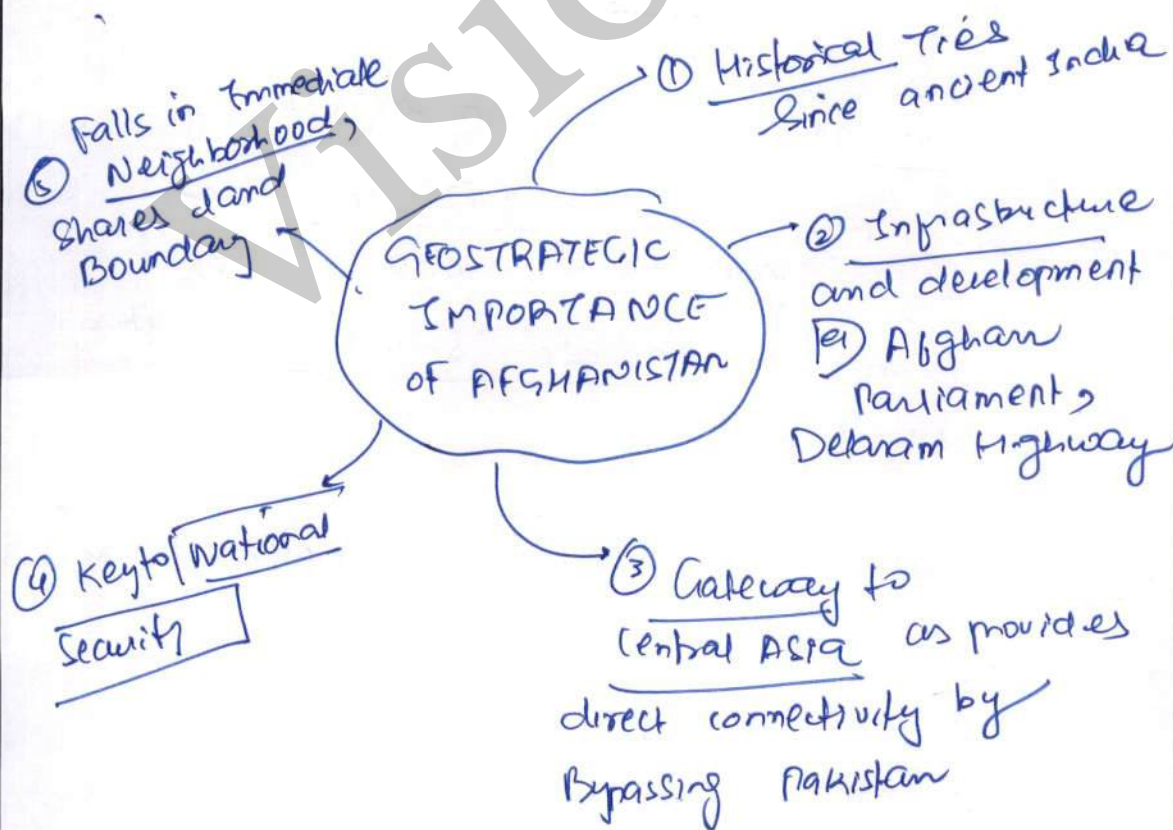 GEOSTRATEGIC
IMPORTANCE
OF AFGHANISTAN
① Historical Ties
Since ancient India
② Infrastructure
and development
eg Afghan
Parliament,
Delaram Highway
③ Gateway to
Central ASIA as provides
direct connectivity by
Bypassing Pakistan
④ Key to National
Security
⑤ Falls in Immediate
Neighborhood,
Shares Land
Boundary
Visio